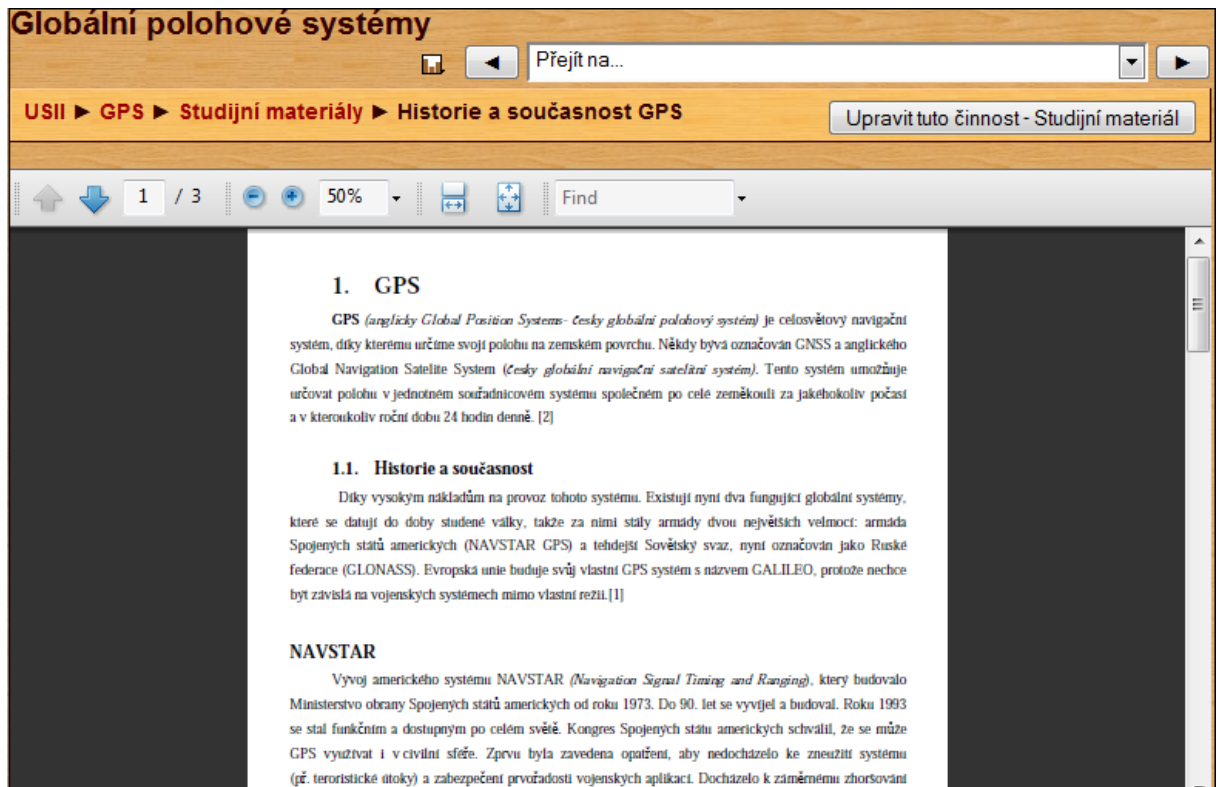 Globální polohové systémy
Přejít na...
USII ► GPS ► Studijní materiály ► Historie a současnost GPS
Upravit tuto činnost - Studijní materiál
1 / 3
50%
Find
1. GPS
GPS (anglicky Global Position Systems- česky globální polohový systém) je celosvětový navigační
systém, díky kterému určíme svoji polohu na zemském povrchu. Někdy bývá označován GNSS a anglického
Global Navigation Satelite System (česky globální navigační satelitní systém). Tento systém umožňuje
určovat polohu v jednotném souřadnicovém systému společném po celé zeměkouli za jakéhokoliv počasí
a v kteroukoliv roční dobu 24 hodin denně. [2]
1.1. Historie a současnost
Díky vysokým nákladům na provoz tohoto systému. Existují nyní dva fungující globální systémy,
které se datují do doby studené války, takže za nimi stály armády dvou největších velmocí: armáda
Spojených států amerických (NAVSTAR GPS) a tehdejší Sovětský svaz, nyní označován jako Ruské
federace (GLONASS). Evropská unie buduje svůj vlastní GPS systém s názvem GALILEO, protože nechce
být závislá na vojenských systémech mimo vlastní režii.[1]
NAVSTAR
Vývoj amerického systému NAVSTAR (Navigation Signal Timing and Ranging), který budovalo
Ministerstvo obrany Spojených států amerických od roku 1973. Do 90. let se vyvíjel a budoval. Roku 1993
se stal funkčním a dostupným po celém světě. Kongres Spojených státu amerických schválil, že se může
GPS využívat i v civilní sféře. Zprvu byla zavedena opatření, aby nedocházelo ke zneužití systému
(př. teroristické útoky) a zabezpečení prvořadosti vojenských aplikací. Docházelo k záměrnému zhoršování